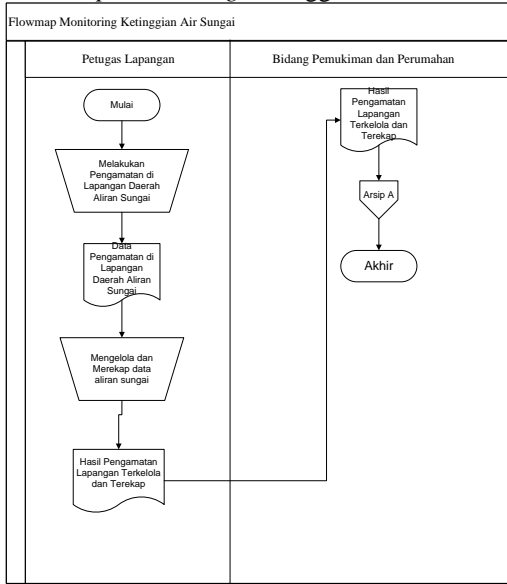 Flowmap Monitoring Ketinggian Air Sungai
Petugas Lapangan
Bidang Pemukiman dan Perumahan
Mulai
Melakukan
Pengamatan di
Lapangan Daerah
Aliran Sungai
Data
Pengamatan di
Lapangan
Daerah Aliran
Sungai
Mengelola dan
Merekap data
aliran sungai
Hasil Pengamatan
Lapangan Terkelola
dan Terekap
Hasil
Pengamatan
Lapangan
Terkelola dan
Terekap
Arsip A
Akhir